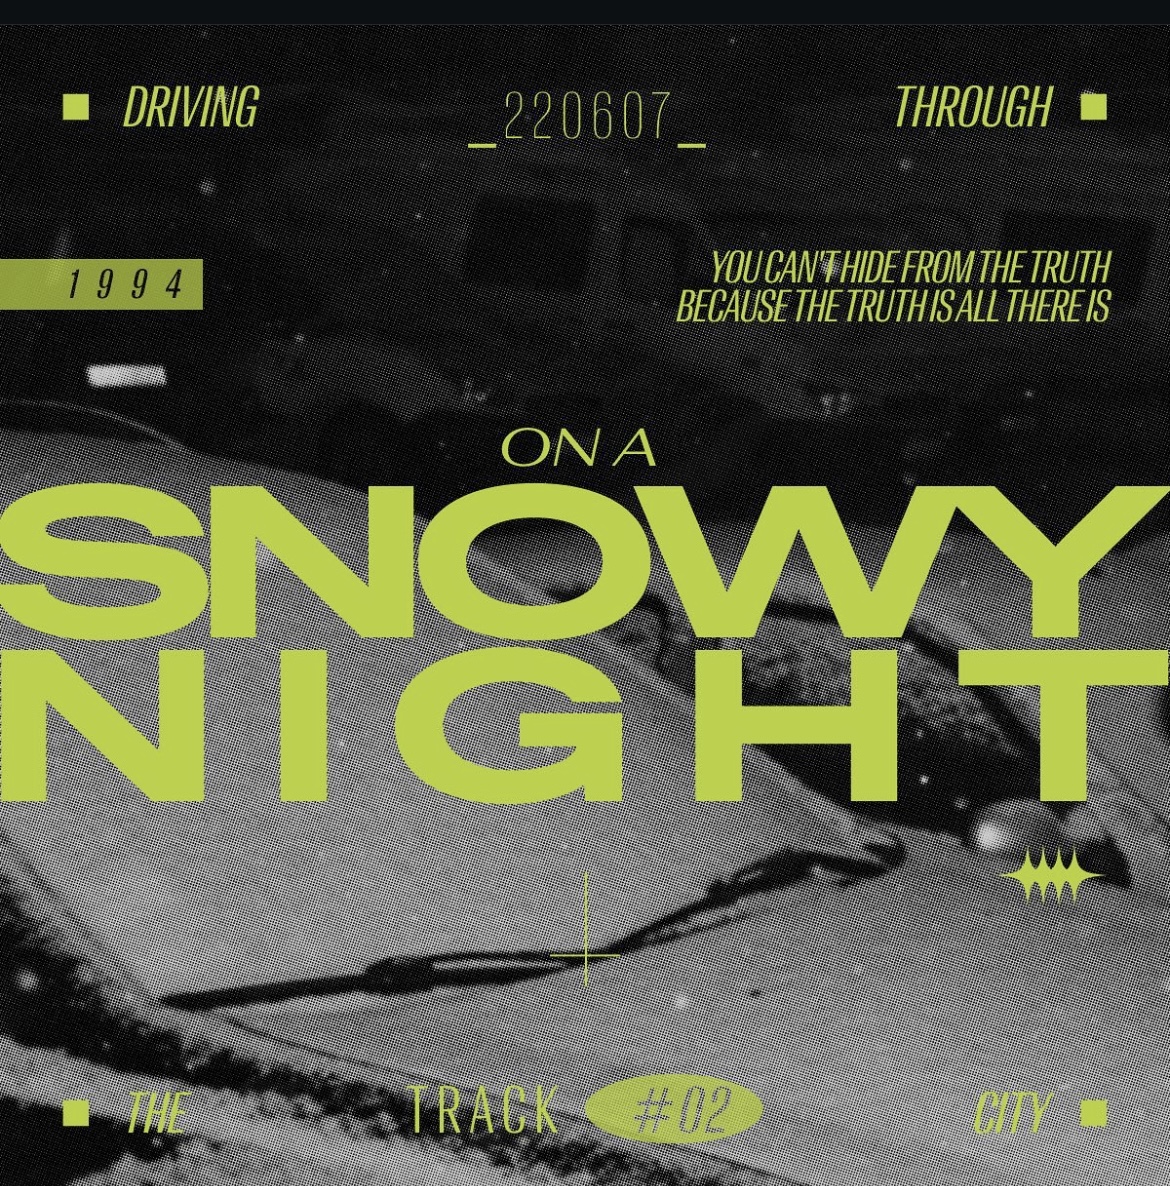 DRIVING
_220607_
THROUGH
1994
YOU CAN'T HIDE FROM THE TRUTH
BECAUSE THE TRUTH IS ALL THERE IS
ON A
SNOWY
NIGHT
THE
TRACK #02
CITY